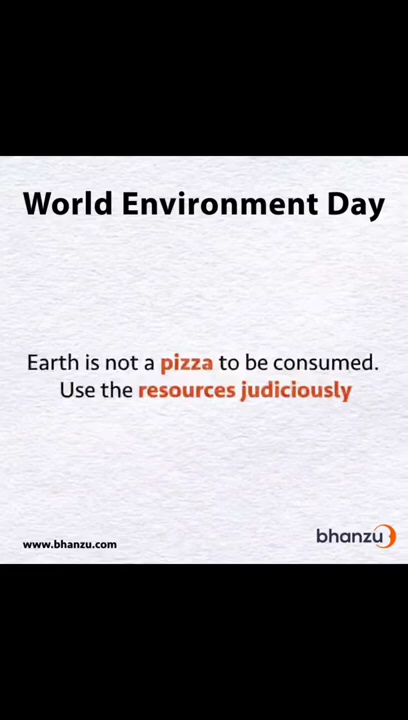 World Environment Day
Earth is not a pizza to be consumed.
Use the resources judiciously
bhanzu
www.bhanzu.com